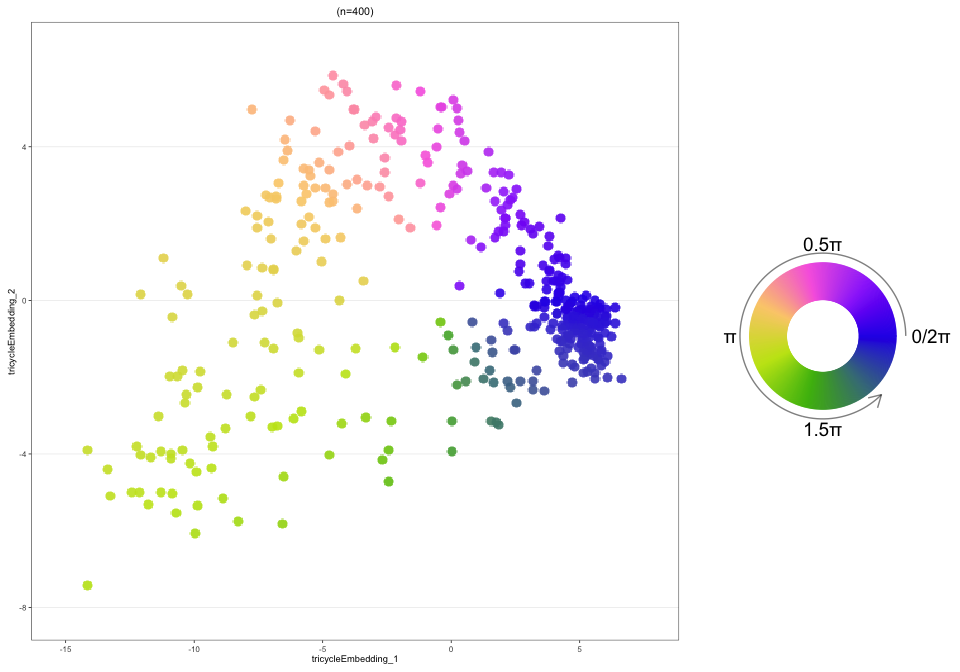 (n=400)
4
0
-4
-8
tricycleEmbedding_2
-15
-10
-5
0
5
tricycleEmbedding_1
0.5π
π
0/2π
1.5π